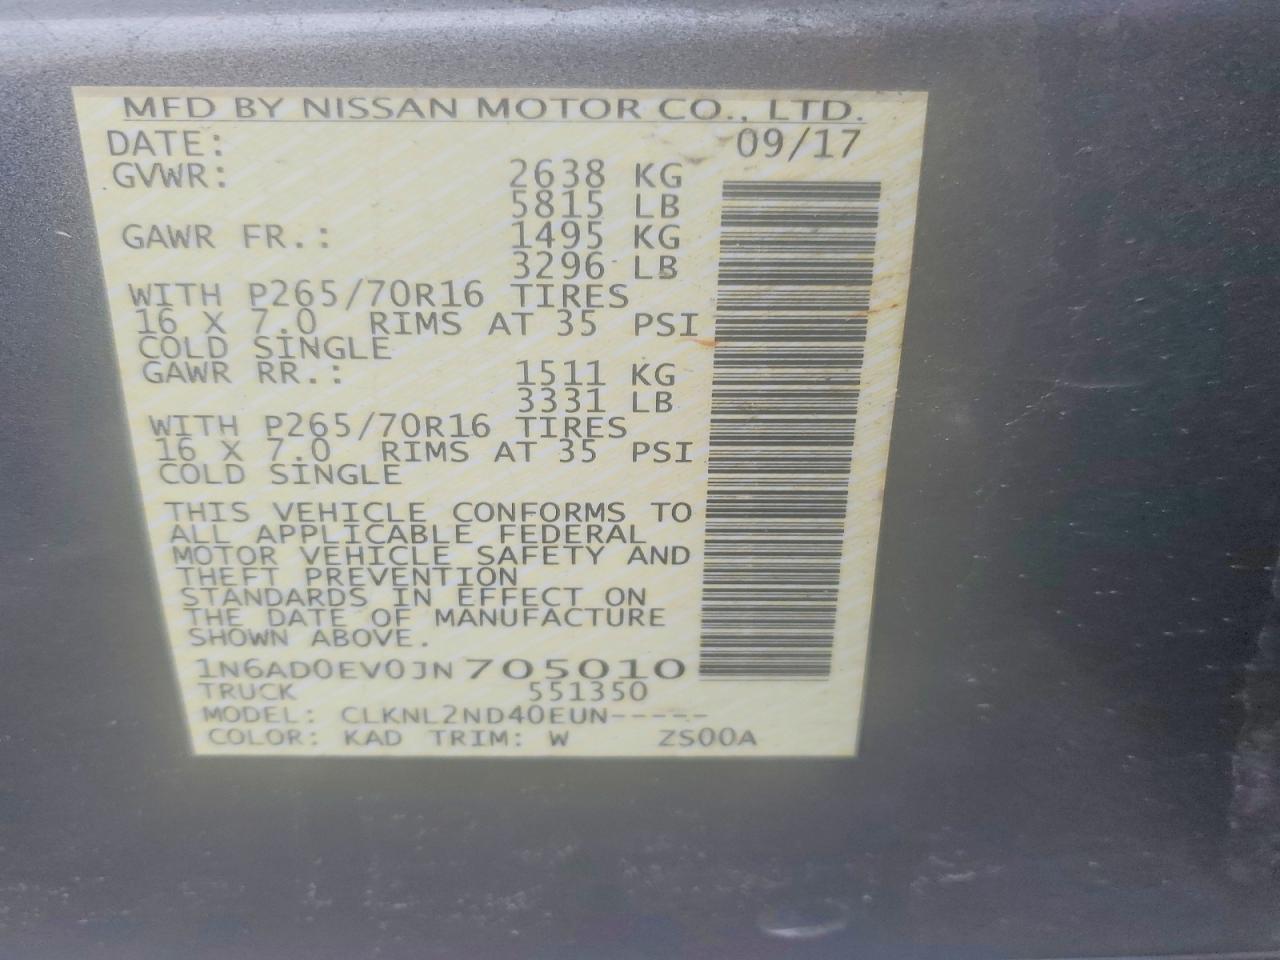 MFD BY NISSAN MOTOR CO., LTD.
DATE: 09/17
GVWR: 2638 KG
5815 LB
GAWR FR.: 1495 KG
3296 LB
WITH P265/70R16 TIRES
16 X 7.0 RIMS AT 35 PSI
COLD SINGLE
GAWR RR.: 1511 KG
3331 LB
WITH P265/70R16 TIRES
16 X 7.0 RIMS AT 35 PSI
COLD SINGLE
THIS VEHICLE CONFORMS TO
ALL APPLICABLE FEDERAL
MOTOR VEHICLE SAFETY AND
THEFT PREVENTION
STANDARDS IN EFFECT ON
THE DATE OF MANUFACTURE
SHOWN ABOVE.
1N6AD0EV0JN705010
TRUCK 551350
MODEL: CLKNL2ND40EUN-----
COLOR: KAD TRIM: W ZS00A